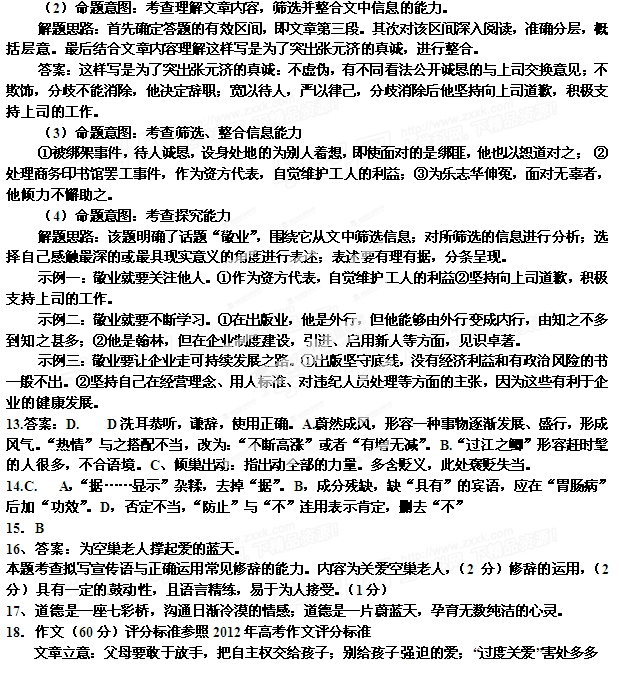 （2）命题意图：考查理解文章内容，筛选并整合文中信息的能力。
解题思路：首先确定答题的有效区间，即文章第三段。其次对该区间深入阅读，准确分层，概
括层意。最后结合文章内容理解这样写是为了突出张元济的真诚，进行整合。
答案：这样写是为了突出张元济的真诚：不虚伪，有不同看法公开诚恳的与上司交换意见；不
欺饰，分歧不能消除，他决定辞职；宽以待人，严以律己，分歧消除后他坚持向上司道歉，积极支
持上司的工作。
（3）命题意图：考查筛选、整合信息能力
①被绑架事件，待人诚恳，设身处地的为别人着想，即使面对的是绑匪，他也以恕道对之； ②
处理商务印书馆罢工事件，作为资方代表，自觉维护工人的利益；③为乐志华伸冤，面对无辜者，
他倾力不懈助之。
（4）命题意图：考查探究能力
解题思路：该题明确了话题“敬业”，围绕它从文中筛选信息；对所筛选的信息进行分析；选
择自己感触最深的或最具现实意义的角度进行表述；表述要有理有据，分条呈现。
示例一：敬业就要关注他人。①作为资方代表，自觉维护工人的利益②坚持向上司道歉，积极
支持上司的工作。
示例二：敬业就要不断学习。①在出版业，他是外行，但他能够由外行变成内行，由知之不多
到知之甚多；②他是翰林，但在企业制度建设，引进、启用新人等方面，见识卓著。
示例三：敬业要让企业走可持续发展之路。①出版坚守底线，没有经济利益和有政治风险的书
一般不出。②坚持自己在经营理念、用人标准、对违纪人员处理等方面的主张，因为这些有利于企
业的健康发展。
13.答案：D. D 洗耳恭听，谦辞，使用正确。A.蔚然成风，形容一种事物逐渐发展、盛行，形成
风气。“热情”与之搭配不当，改为：“不断高涨”或者“有增无减”。B.“过江之鲫”形容赶时髦
的人很多，不合语境。C、倾巢出动：指出动全部的力量。多含贬义，此处褒贬失当。
14.C. A，“据……显示”杂糅，去掉“据”。B，成分残缺，缺“具有”的宾语，应在“胃肠病”
后加“功效”。D， 否定不当，“防止”与“不”连用表示肯定，删去“不”
15．B
16、答案：为空巢老人撑起爱的蓝天。
本题考查拟写宣传语与正确运用常见修辞的能力。内容为关爱空巢老人，（2 分）修辞的运用，（2
分）具有一定的鼓动性，且语言精练，易于为人接受。（1 分）
17、道德是一座七彩桥，沟通日渐冷漠的情感；道德是一片蔚蓝天，孕育无数纯洁的心灵。
18．作文（60 分）评分标准参照 2012 年高考作文评分标准
文章立意：父母要敢于放手，把自主权交给孩子；别给孩子强迫的爱；“过度关爱”害处多多